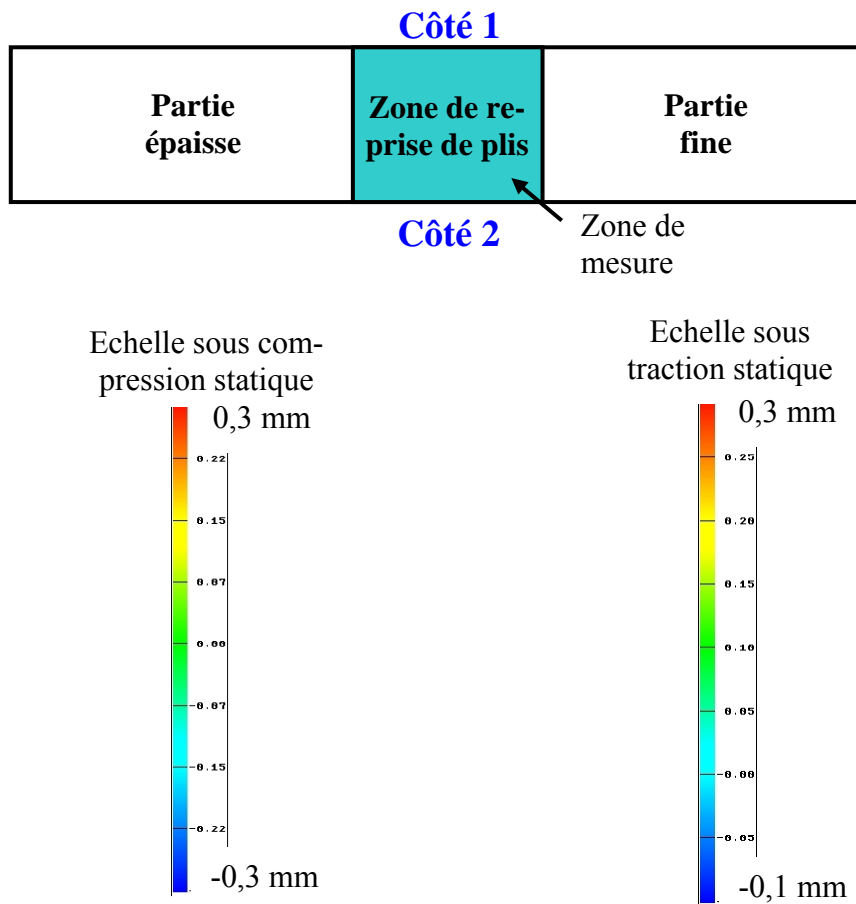 Côté 1
Partie
épaisse
Zone de re-
prise de plis
Partie
fine
Côté 2
Zone de
mesure
Echelle sous com-
pression statique
0,3 mm
0.22
0.15
0.07
0.00
-0.07
-0.15
-0.22
-0,3 mm
Echelle sous
traction statique
0,3 mm
0.25
0.20
0.15
0.10
0.05
-0.00
-0.05
-0,1 mm